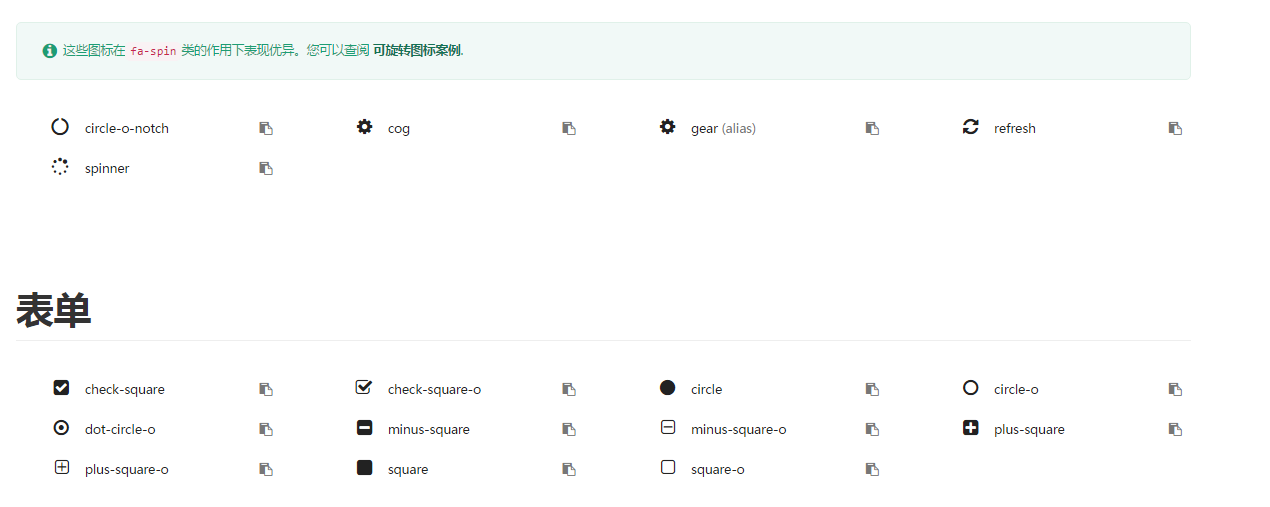 这些图标在 fa-spin 类的作用下表现优异。您可以查阅 可旋转图标案例.
circle-o-notch cog gear (alias) refresh
spinner
表单
check-square check-square-o circle circle-o
dot-circle-o minus-square minus-square-o plus-square
plus-square-o square square-o